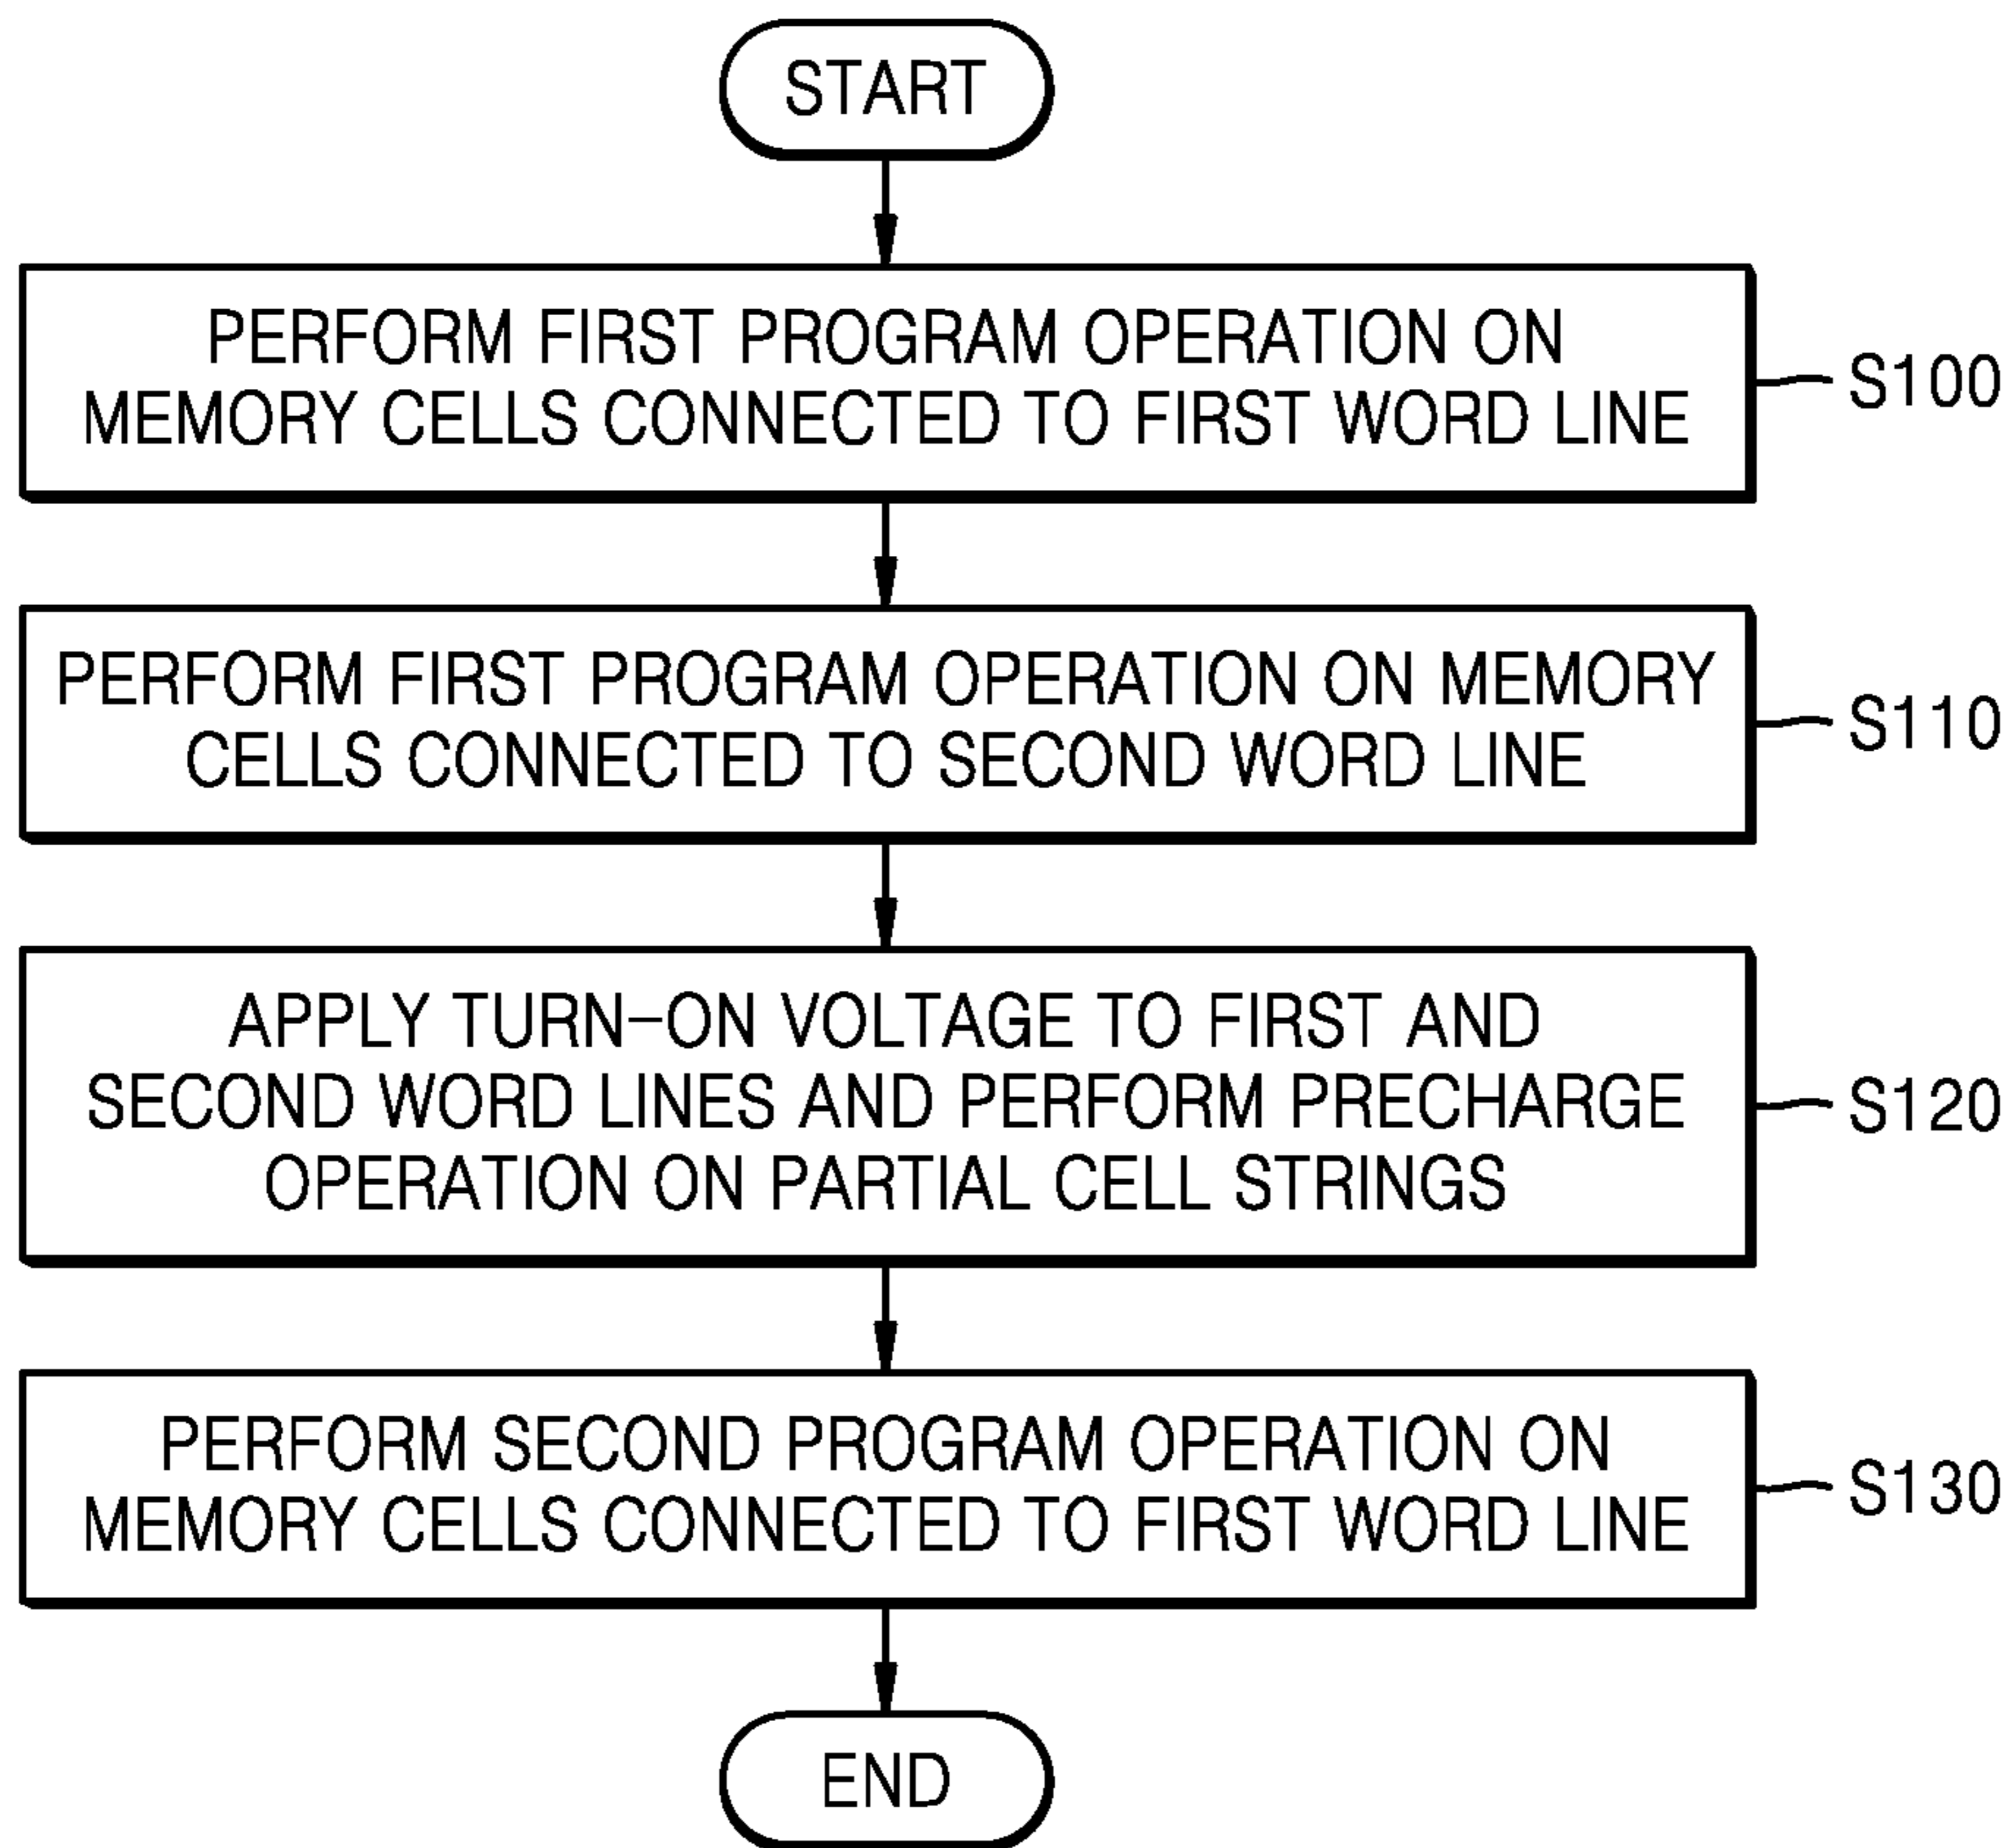 START
PERFORM FIRST PROGRAM OPERATION ON
MEMORY CELLS CONNECTED TO FIRST WORD LINE
S100
PERFORM FIRST PROGRAM OPERATION ON MEMORY
CELLS CONNECTED TO SECOND WORD LINE
S110
APPLY TURN-ON VOLTAGE TO FIRST AND
SECOND WORD LINES AND PERFORM PRECHARGE
OPERATION ON PARTIAL CELL STRINGS
S120
PERFORM SECOND PROGRAM OPERATION ON
MEMORY CELLS CONNECTED TO FIRST WORD LINE
S130
END